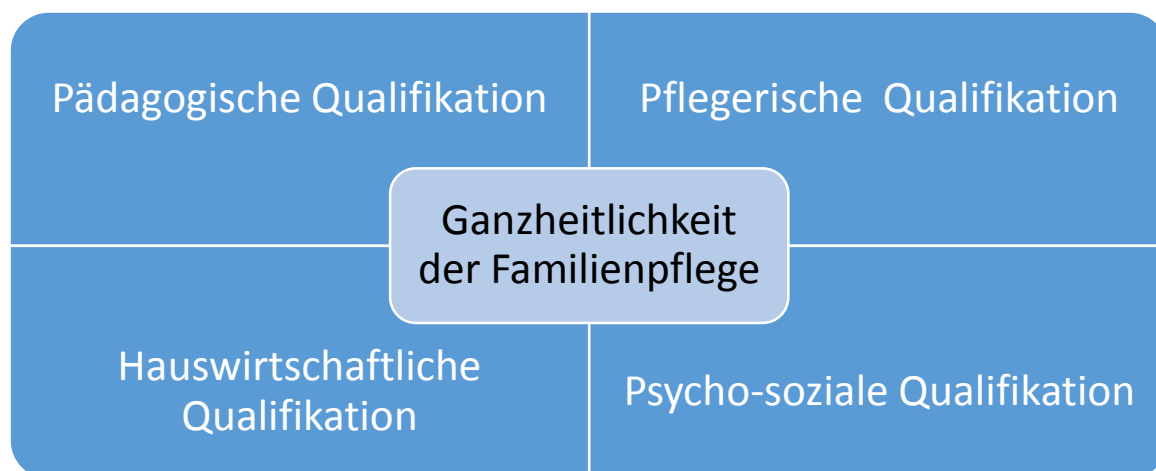 Pädagogische Qualifikation
Pflegerische Qualifikation
Ganzheitlichkeit
der Familienpflege
Hauswirtschaftliche
Qualifikation
Psycho-soziale Qualifikation